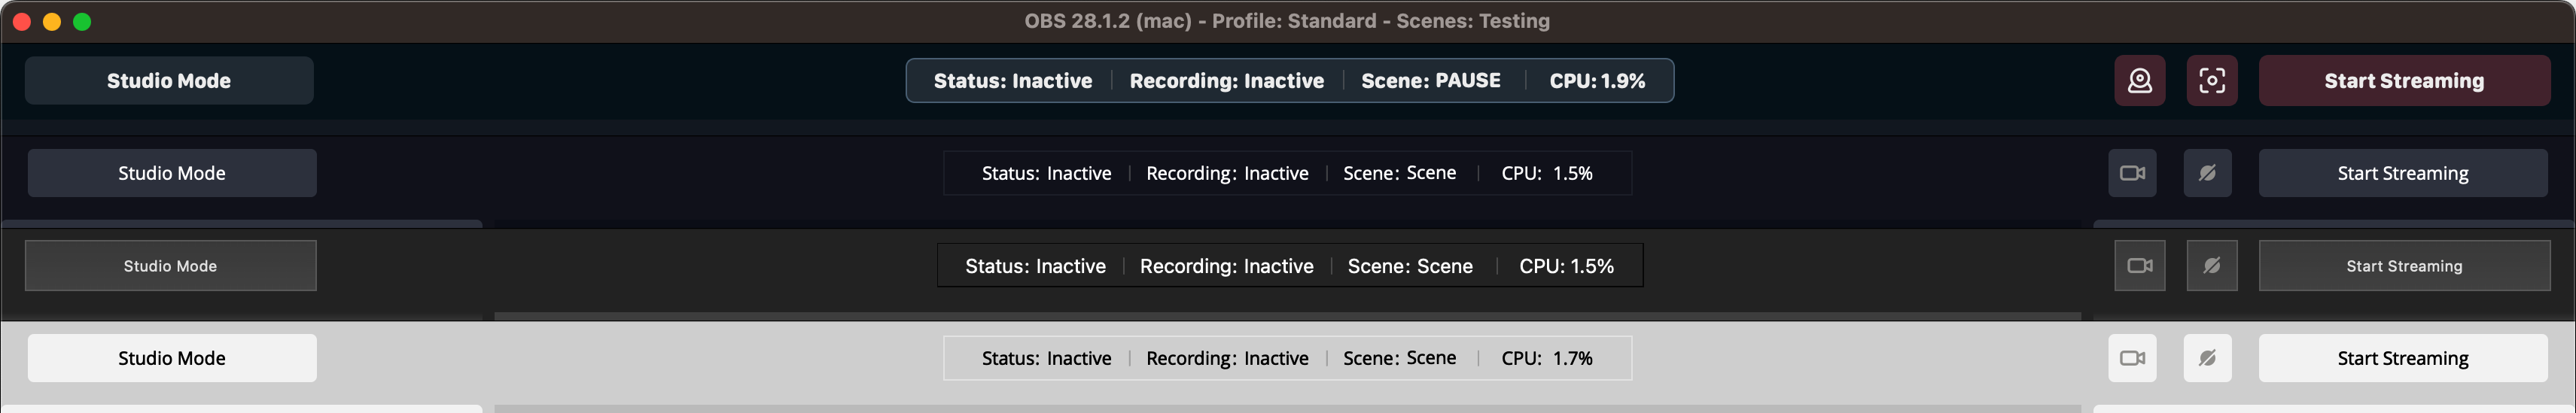 OBS 28.1.2 (mac) - Profile: Standard - Scenes: Testing
Studio Mode Status: Inactive Recording: Inactive Scene: PAUSE CPU: 1.9% Start Streaming
Studio Mode Status: Inactive Recording: Inactive Scene: Scene CPU: 1.5% Start Streaming
Studio Mode Status: Inactive Recording: Inactive Scene: Scene CPU: 1.5% Start Streaming
Studio Mode Status: Inactive Recording: Inactive Scene: Scene CPU: 1.7% Start Streaming